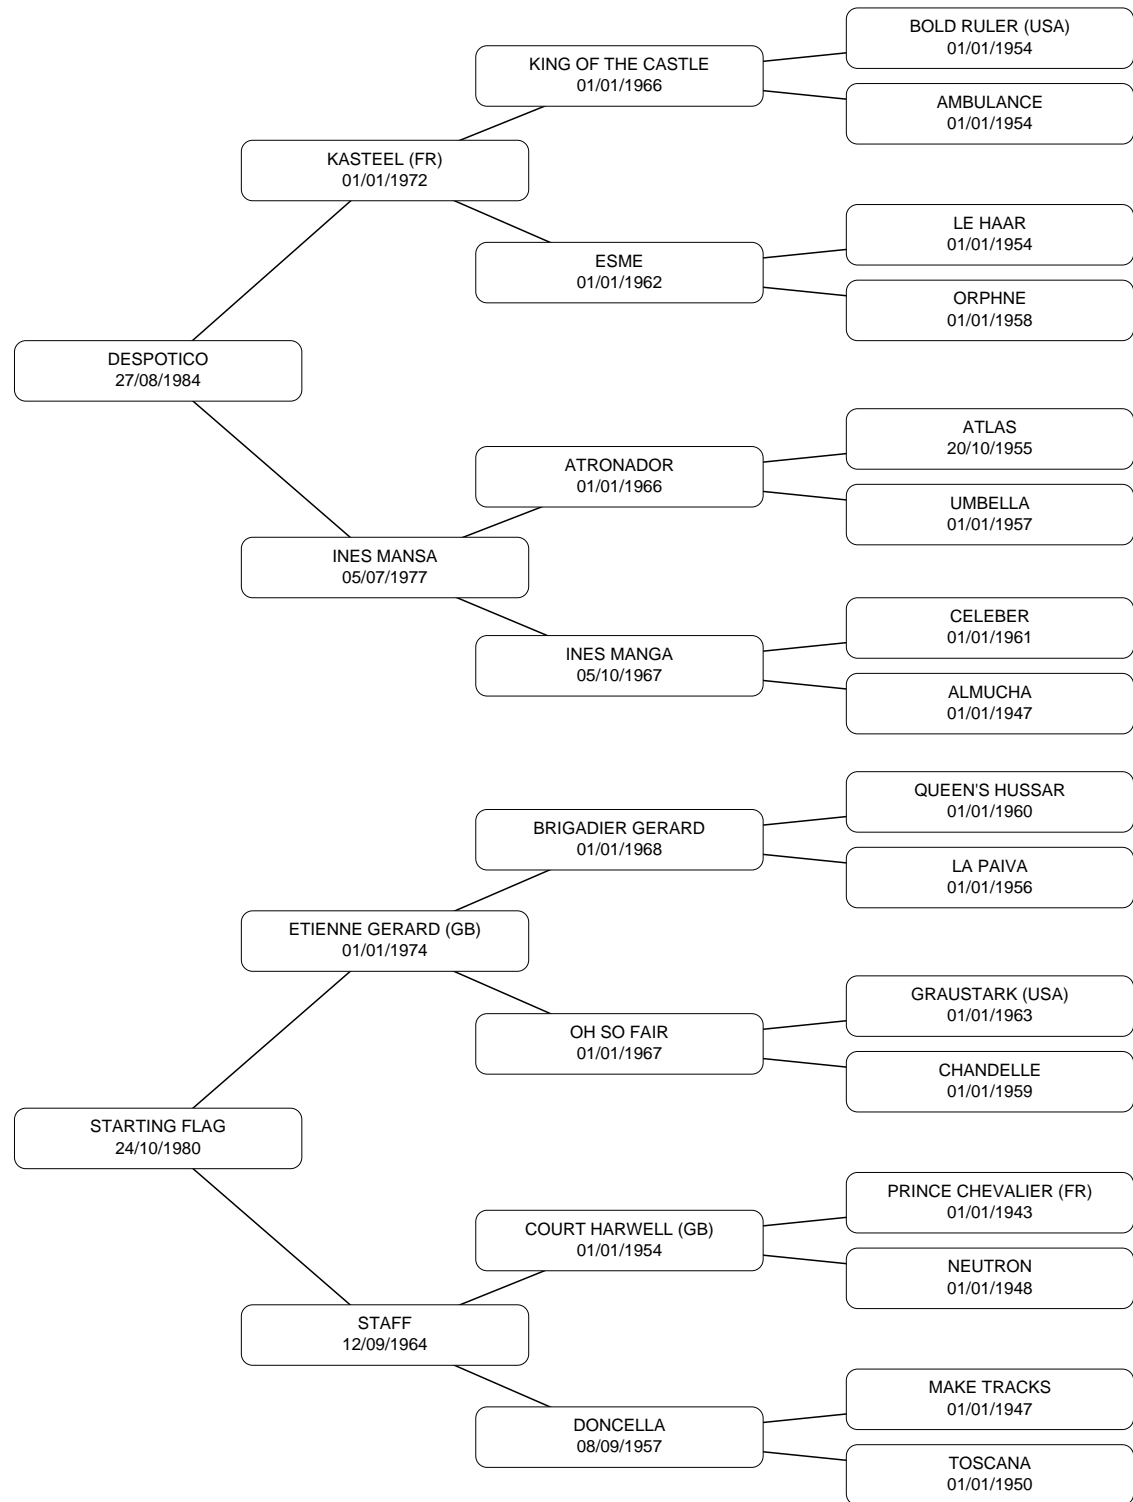 BOLD RULER (USA)
01/01/1954
KING OF THE CASTLE
01/01/1966
AMBULANCE
01/01/1954
KASTEEL (FR)
01/01/1972
LE HAAR
01/01/1954
ESME
01/01/1962
ORPHNE
01/01/1958
DESPOTICO
27/08/1984
ATLAS
20/10/1955
ATRONADOR
01/01/1966
UMBELLA
01/01/1957
INES MANSA
05/07/1977
CELEBER
01/01/1961
INES MANGA
05/10/1967
ALMUCHA
01/01/1947
QUEEN'S HUSSAR
01/01/1960
BRIGADIER GERARD
01/01/1968
LA PAIVA
01/01/1956
ETIENNE GERARD (GB)
01/01/1974
GRAUSTARK (USA)
01/01/1963
OH SO FAIR
01/01/1967
CHANDELLE
01/01/1959
STARTING FLAG
24/10/1980
PRINCE CHEVALIER (FR)
01/01/1943
COURT HARWELL (GB)
01/01/1954
NEUTRON
01/01/1948
STAFF
12/09/1964
MAKE TRACKS
01/01/1947
DONCELLA
08/09/1957
TOSCANA
01/01/1950